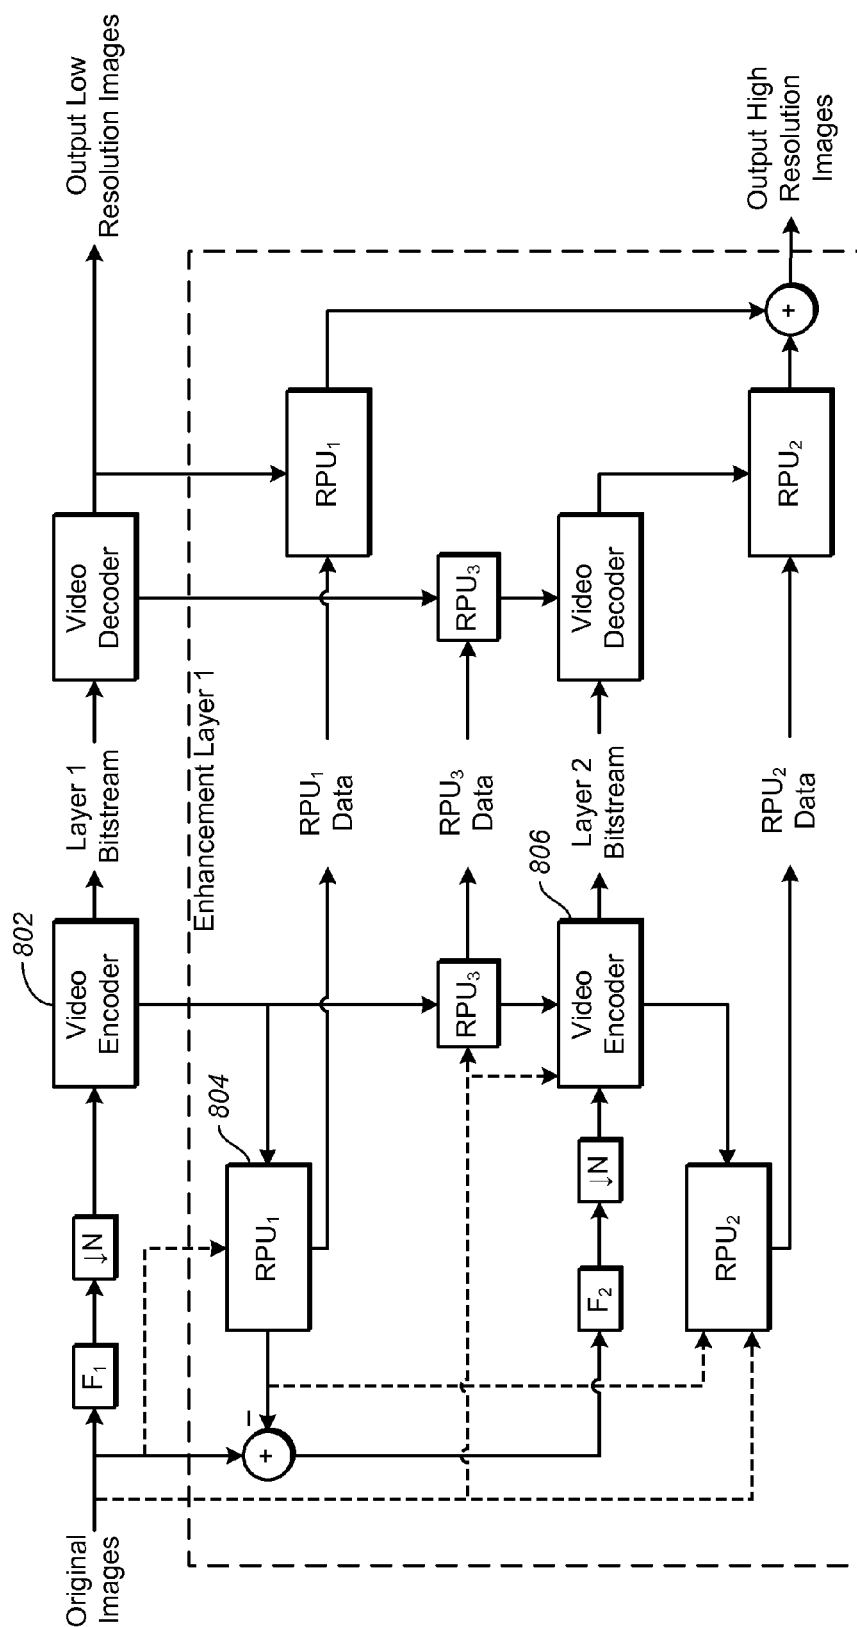 Original
Images
F₁
↓N
802
Video
Encoder
Layer 1
Bitstream
Video
Decoder
Output Low
Resolution Images
Enhancement Layer 1
+
−
RPU₁
804
RPU₁
Data
RPU₁
RPU₃
RPU₃
Data
RPU₃
F₂
↓N
806
Video
Encoder
Layer 2
Bitstream
Video
Decoder
RPU₂
RPU₂
Data
RPU₂
+
Output High
Resolution
Images